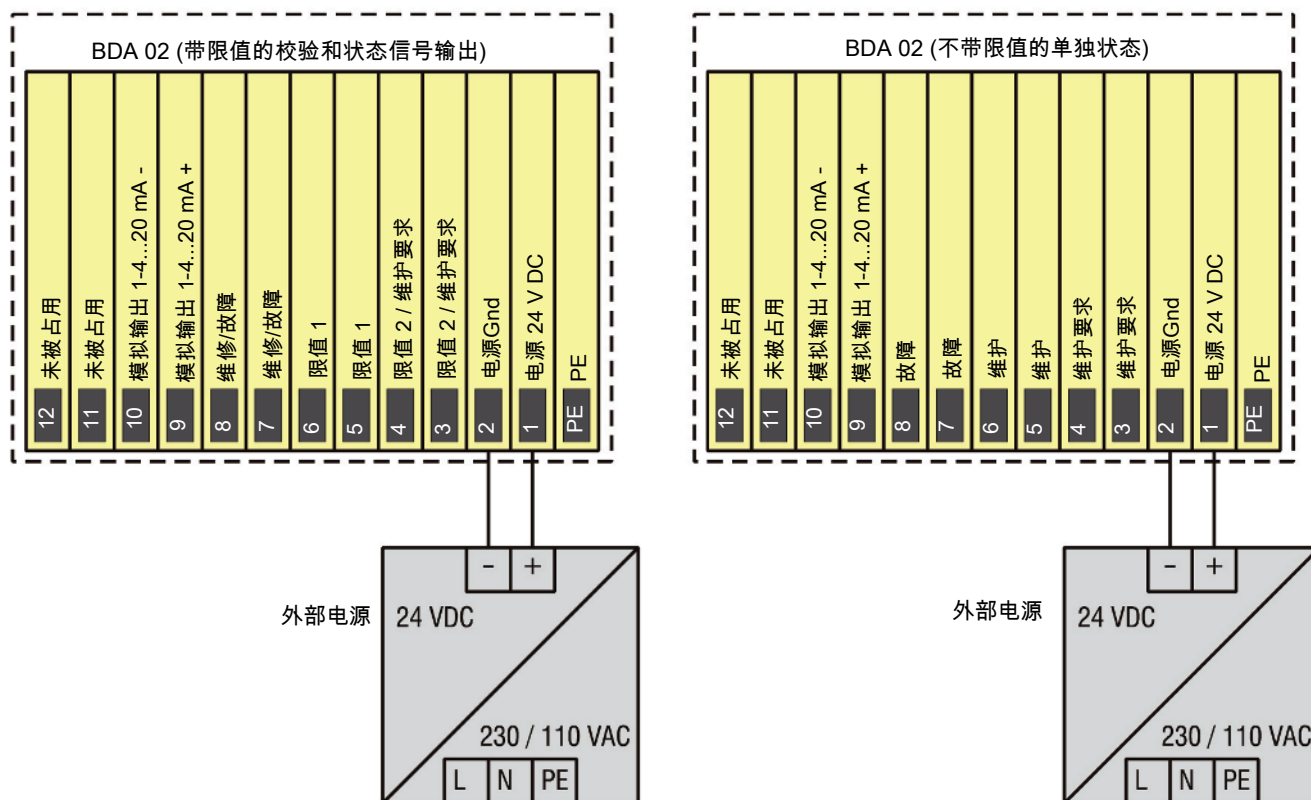 BDA 02 (带限值的校验和状态信号输出)
12 未被占用
11 未被占用
10 模拟输出 1-4...20 mA -
9 模拟输出 1-4...20 mA +
8 维修/故障
7 维修/故障
6 限值 1
5 限值 1
4 限值 2 / 维护要求
3 限值 2 / 维护要求
2 电源Gnd
1 电源 24 V DC
PE PE
外部电源
- +
24 VDC
230 / 110 VAC
L N PE
BDA 02 (不带限值的单独状态)
12 未被占用
11 未被占用
10 模拟输出 1-4...20 mA -
9 模拟输出 1-4...20 mA +
8 故障
7 故障
6 维护
5 维护
4 维护要求
3 维护要求
2 电源Gnd
1 电源 24 V DC
PE PE
外部电源
- +
24 VDC
230 / 110 VAC
L N PE